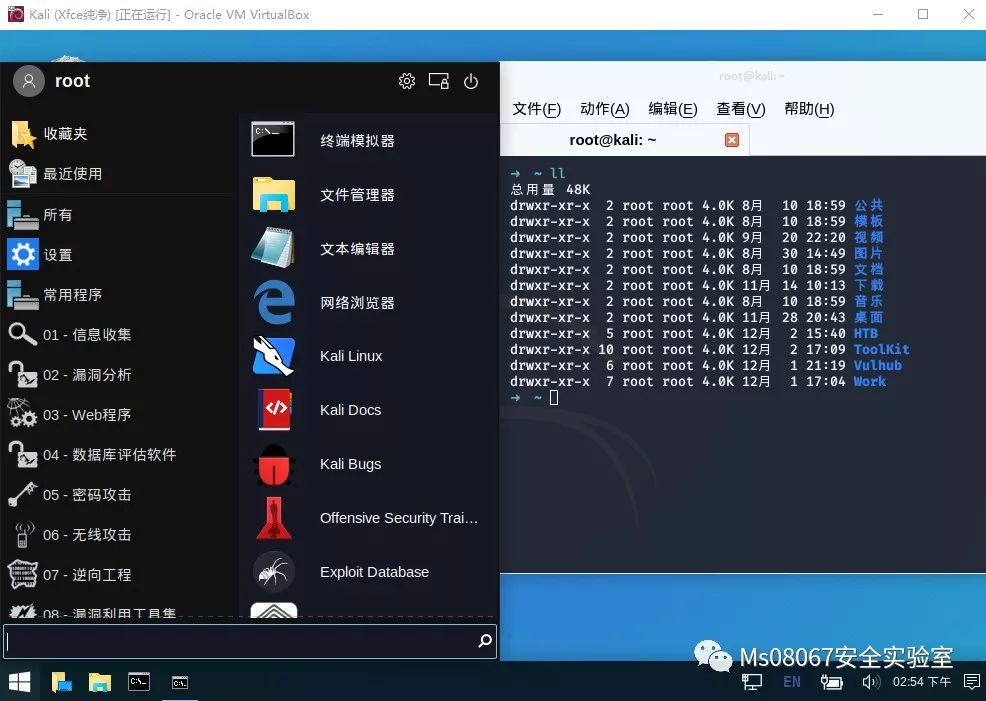 Kali (Xfce纯净) [正在运行] - Oracle VM VirtualBox
root
收藏夹
最近使用
所有
设置
常用程序
01 - 信息收集
02 - 漏洞分析
03 - Web程序
04 - 数据库评估软件
05 - 密码攻击
06 - 无线攻击
07 - 逆向工程
08 - 漏洞利用工具集
终端模拟器
文件管理器
文本编辑器
网络浏览器
Kali Linux
Kali Docs
Kali Bugs
Offensive Security Trai...
Exploit Database
root@kali: ~
文件(F) 动作(A) 编辑(E) 查看(V) 帮助(H)
root@kali: ~
→ ~ ll
总用量 48K
drwxr-xr-x 2 root root 4.0K 8月 10 18:59 公共
drwxr-xr-x 2 root root 4.0K 8月 10 18:59 模板
drwxr-xr-x 2 root root 4.0K 9月 20 22:20 视频
drwxr-xr-x 2 root root 4.0K 8月 30 14:49 图片
drwxr-xr-x 2 root root 4.0K 8月 10 18:59 文档
drwxr-xr-x 2 root root 4.0K 11月 14 10:13 下载
drwxr-xr-x 2 root root 4.0K 8月 10 18:59 音乐
drwxr-xr-x 2 root root 4.0K 11月 28 20:43 桌面
drwxr-xr-x 5 root root 4.0K 12月 2 15:40 HTB
drwxr-xr-x 10 root root 4.0K 12月 2 17:09 ToolKit
drwxr-xr-x 6 root root 4.0K 12月 1 21:19 Vulhub
drwxr-xr-x 7 root root 4.0K 12月 1 17:04 Work
→ ~
Ms08067安全实验室
EN
02:54 下午